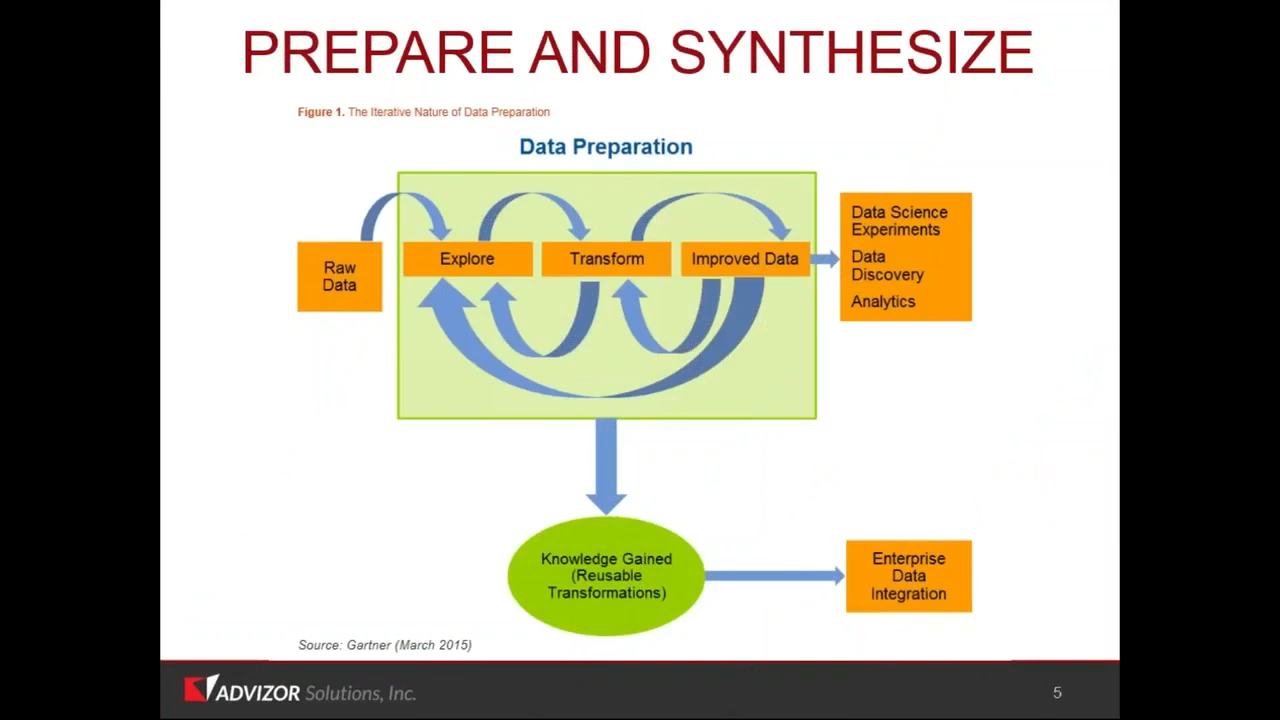 PREPARE AND SYNTHESIZE
Figure 1. The Iterative Nature of Data Preparation
Data Preparation
Raw
Data
Explore
Transform
Improved Data
Data Science
Experiments
Data
Discovery
Analytics
Knowledge Gained
(Reusable
Transformations)
Enterprise
Data
Integration
Source: Gartner (March 2015)
ADVIZOR Solutions, Inc.
5